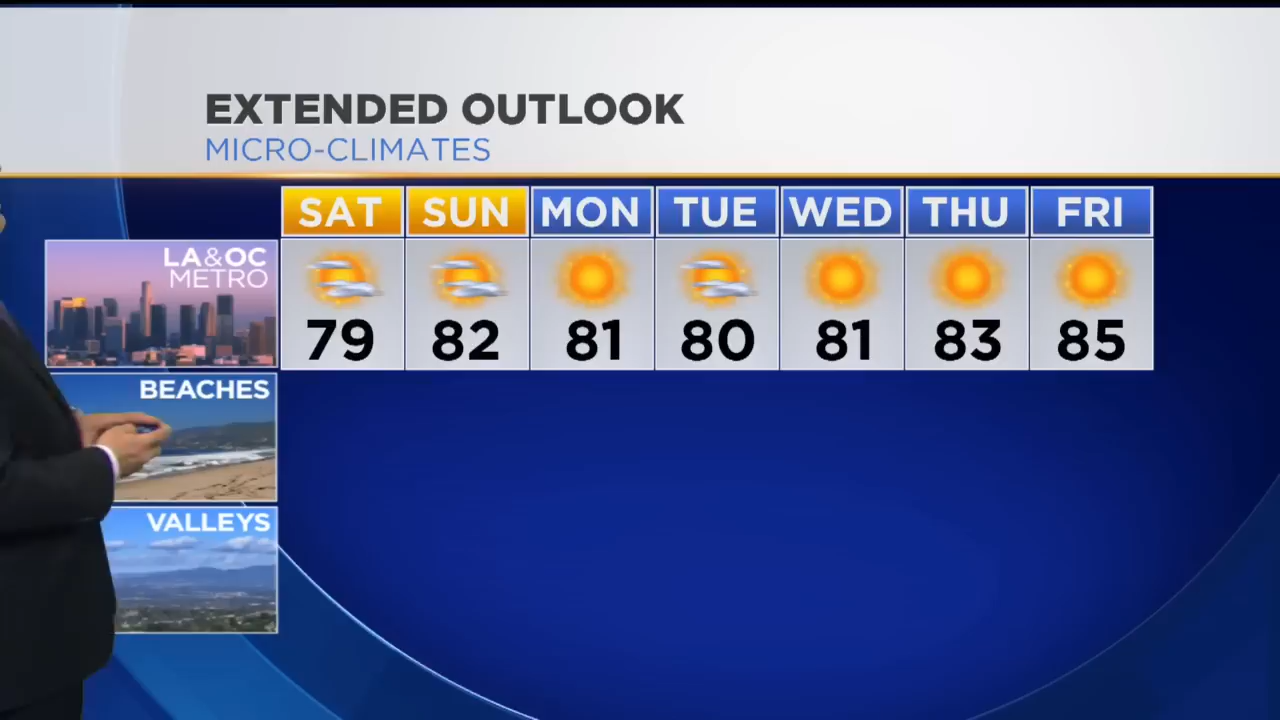 EXTENDED OUTLOOK
MICRO-CLIMATES
SAT SUN MON TUE WED THU FRI
LA&OC
METRO
79 82 81 80 81 83 85
BEACHES
VALLEYS